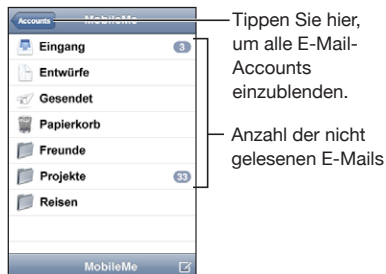 Accounts
MobileMe
Eingang 3
Entwürfe
Gesendet
Papierkorb
Freunde
Projekte 33
Reisen
MobileMe
Tippen Sie hier,
um alle E-Mail-
Accounts
einzublenden.
Anzahl der nicht
gelesenen E-Mails